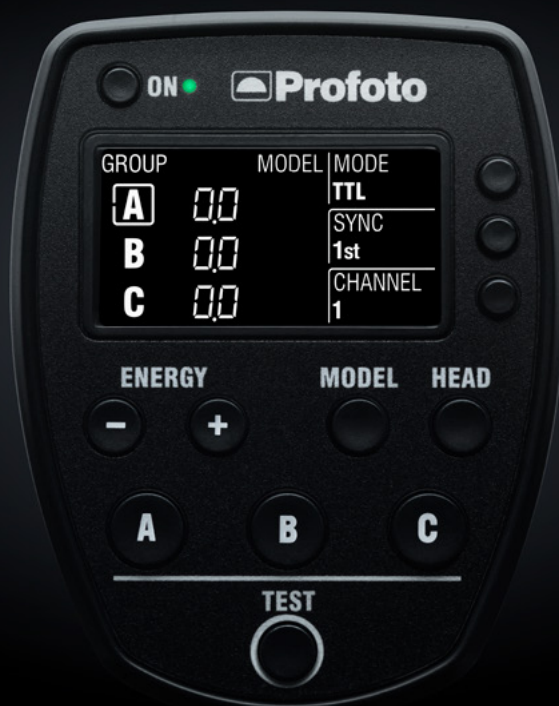 ON Profoto
GROUP MODEL MODE
A 0.0 TTL
B 0.0 SYNC
1st
C 0.0 CHANNEL
1
ENERGY MODEL HEAD
- +
A B C
TEST